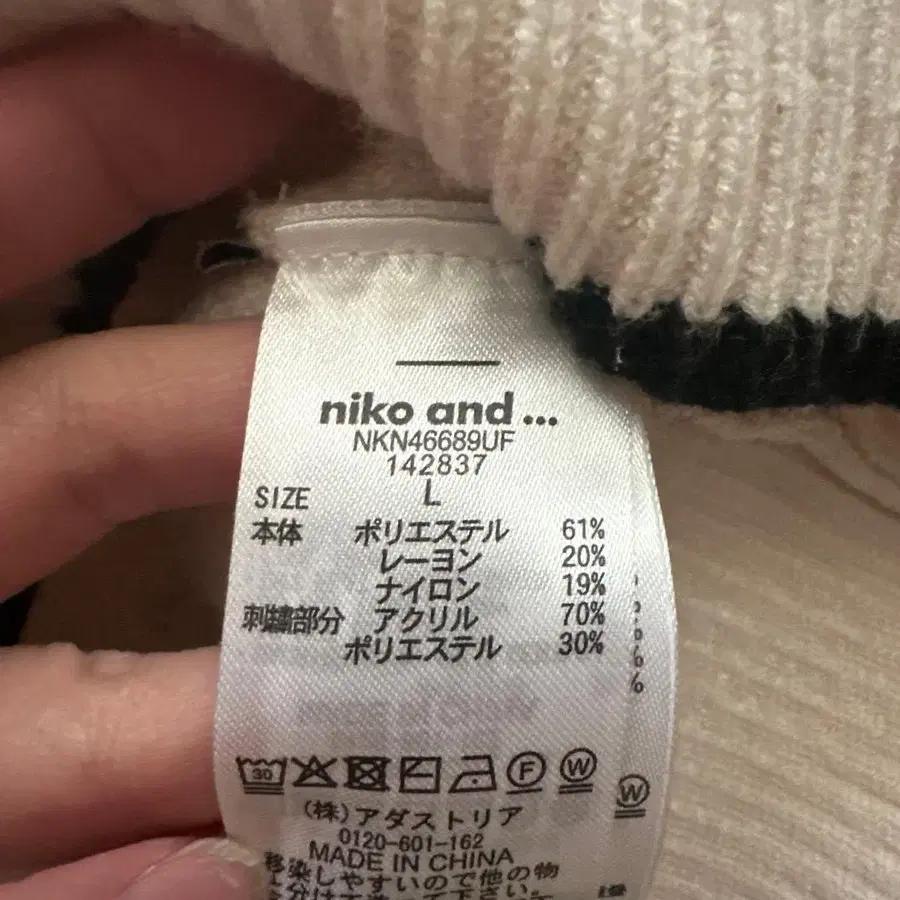 niko and ...
NKN46689UF
142837
SIZE L
本体 ポリエステル 61%
レーヨン 20%
ナイロン 19%
刺繍部分 アクリル 70%
ポリエステル 30%
30 F W
W
(株)アダストリア
0120-601-162
MADE IN CHINA
移染しやすいので他の物